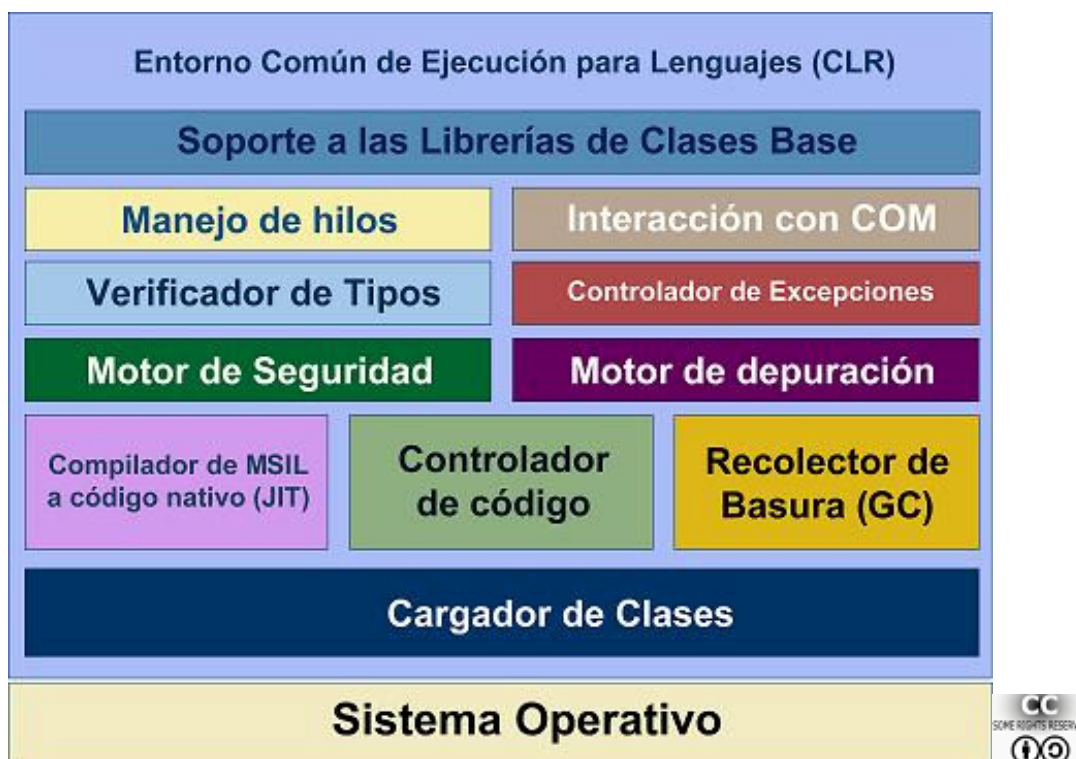 Entorno Común de Ejecución para Lenguajes (CLR)
Soporte a las Librerías de Clases Base
Manejo de hilos
Interacción con COM
Verificador de Tipos
Controlador de Excepciones
Motor de Seguridad
Motor de depuración
Compilador de MSIL
a código nativo (JIT)
Controlador
de código
Recolector de
Basura (GC)
Cargador de Clases
Sistema Operativo
CC
SOME RIGHTS